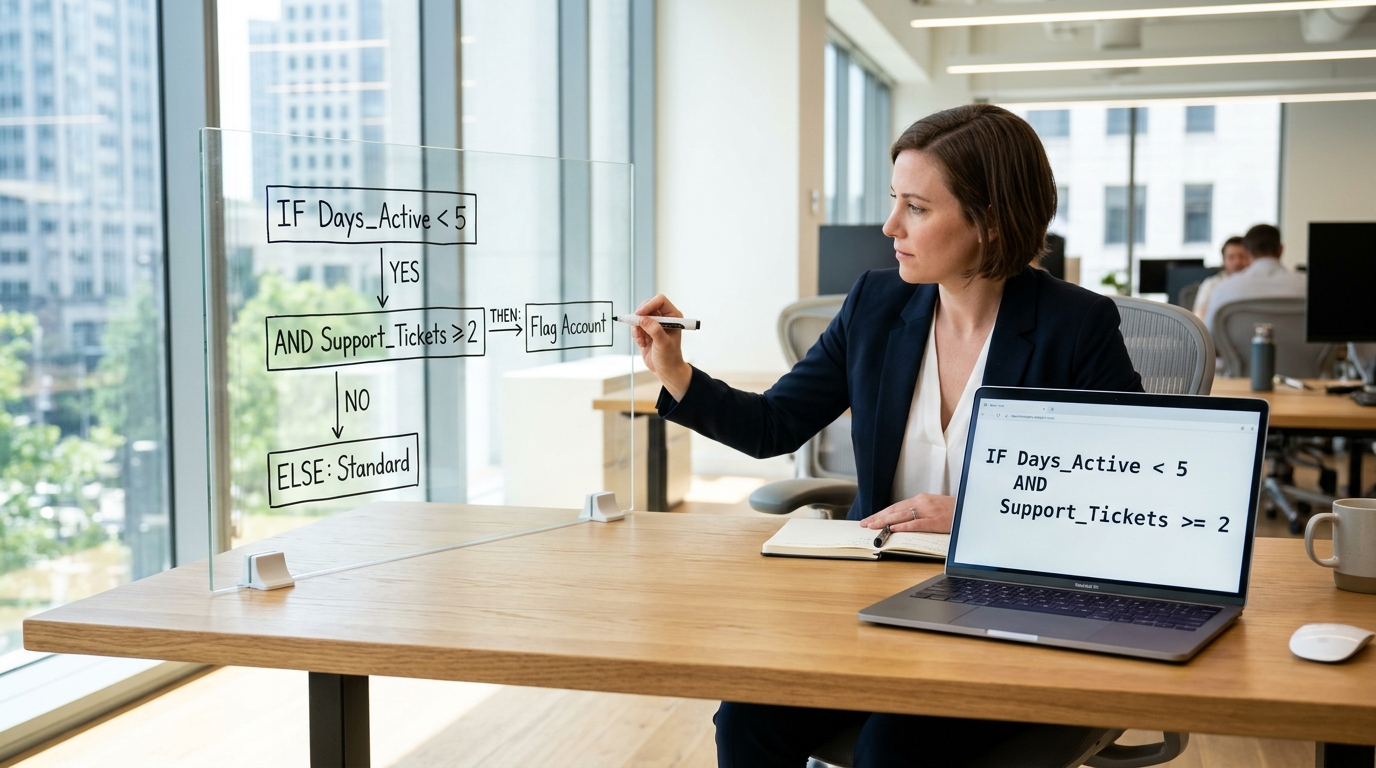 IF Days_Active < 5
YES
AND Support_Tickets ≥ 2
THEN:
Flag Account
NO
ELSE: Standard
IF Days_Active < 5
AND
Support_Tickets >= 2